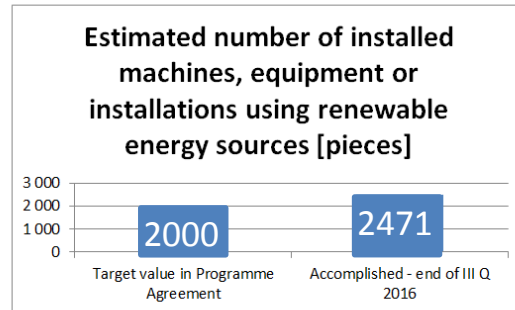 Estimated number of installed
machines, equipment or
installations using renewable
energy sources [pieces]
3 000
2 000
1 000
0
2000
2471
Target value in Programme
Agreement
Accomplished - end of III Q
2016